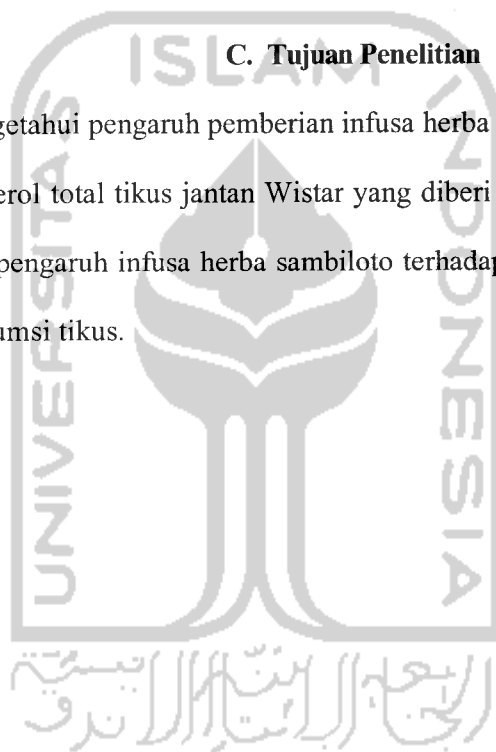 ISLAM
C. Tujuan Penelitian
getahui pengaruh pemberian infusa herba
erol total tikus jantan Wistar yang diberi
pengaruh infusa herba sambiloto terhadap
umsi tikus.
UNIVERSITAS
INDONESIA